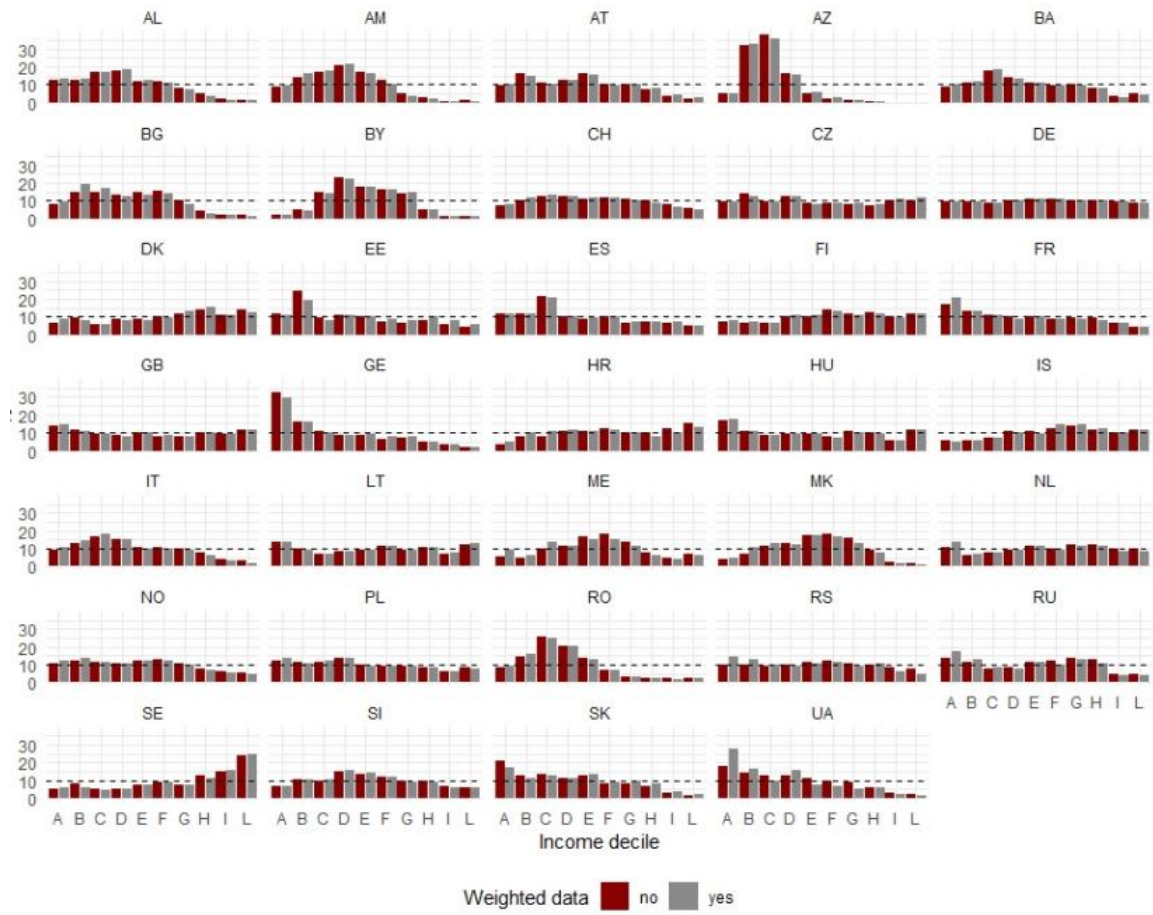 AL AM AT AZ BA
30
20
10
0
BG BY CH CZ DE
30
20
10
0
DK EE ES FI FR
30
20
10
0
GB GE HR HU IS
30
20
10
0
IT LT ME MK NL
30
20
10
0
NO PL RO RS RU
30
20
10
0
A B C D E F G H I L
SE SI SK UA
30
20
10
0
A B C D E F G H I L A B C D E F G H I L A B C D E F G H I L A B C D E F G H I L
Income decile
Weighted data no yes